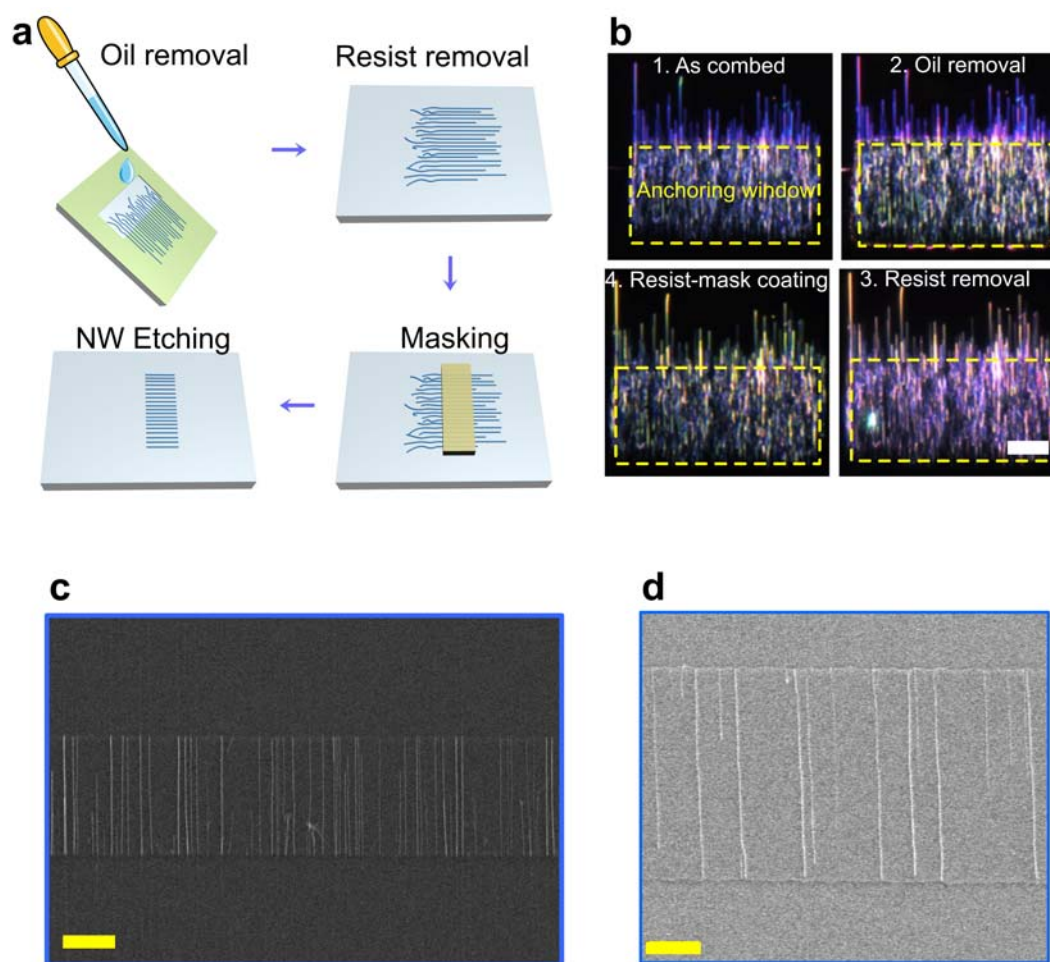 a
Oil removal
Resist removal
NW Etching
Masking
b
1. As combed
2. Oil removal
Anchoring window
4. Resist-mask coating
3. Resist removal
c
d